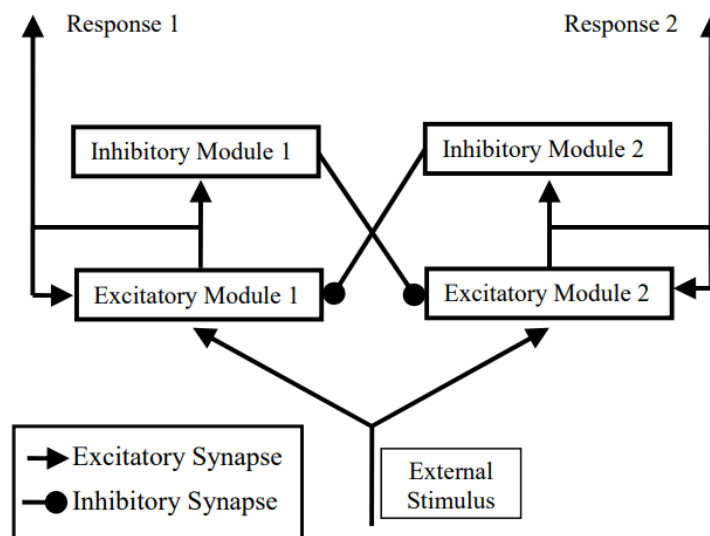 Response 1
Response 2
Inhibitory Module 1
Inhibitory Module 2
Excitatory Module 1
Excitatory Module 2
Excitatory Synapse
Inhibitory Synapse
External
Stimulus